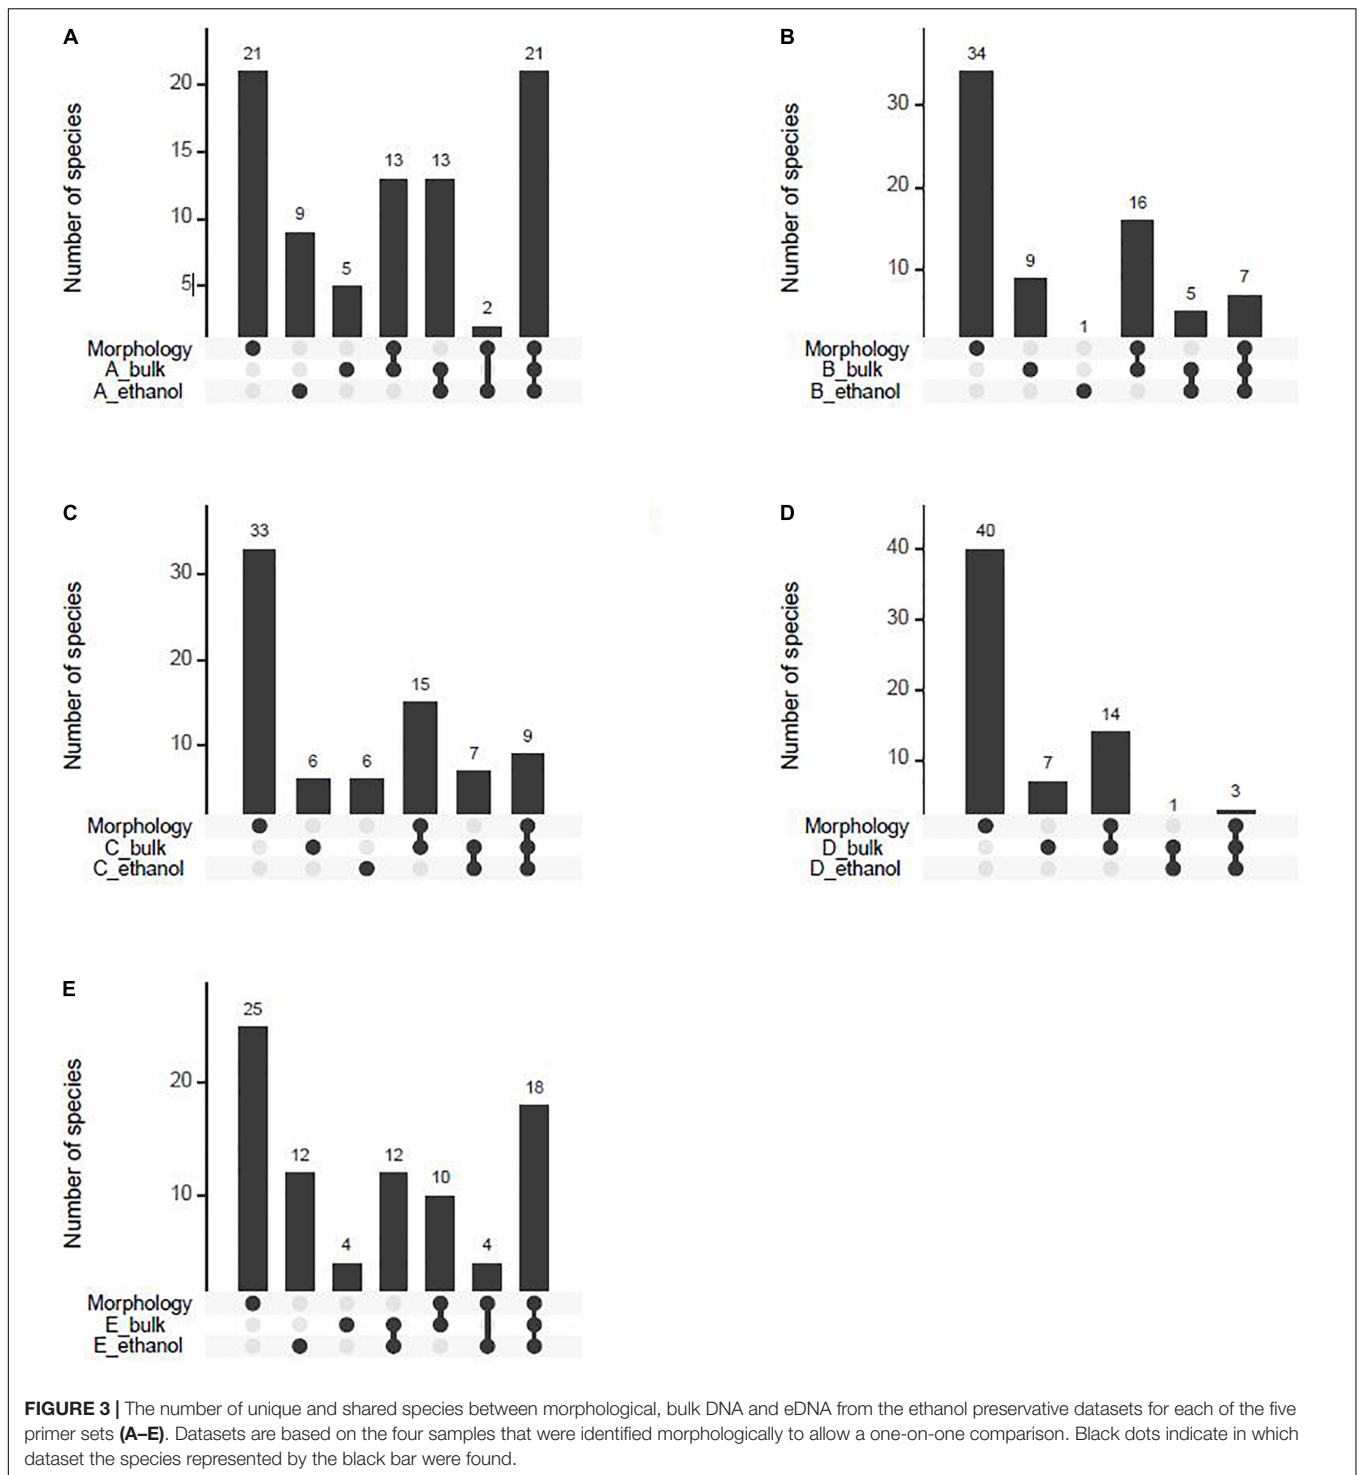 A
Number of species
20
15
10
5
21
9
5
13
13
2
21
Morphology
A_bulk
A_ethanol
B
Number of species
30
20
10
34
9
1
16
5
7
Morphology
B_bulk
B_ethanol
C
Number of species
30
20
10
33
6
6
15
7
9
Morphology
C_bulk
C_ethanol
D
Number of species
40
30
20
10
40
7
14
1
3
Morphology
D_bulk
D_ethanol
E
Number of species
20
10
25
12
4
12
10
4
18
Morphology
E_bulk
E_ethanol
FIGURE 3 | The number of unique and shared species between morphological, bulk DNA and eDNA from the ethanol preservative datasets for each of the five
primer sets (A–E). Datasets are based on the four samples that were identified morphologically to allow a one-on-one comparison. Black dots indicate in which
dataset the species represented by the black bar were found.